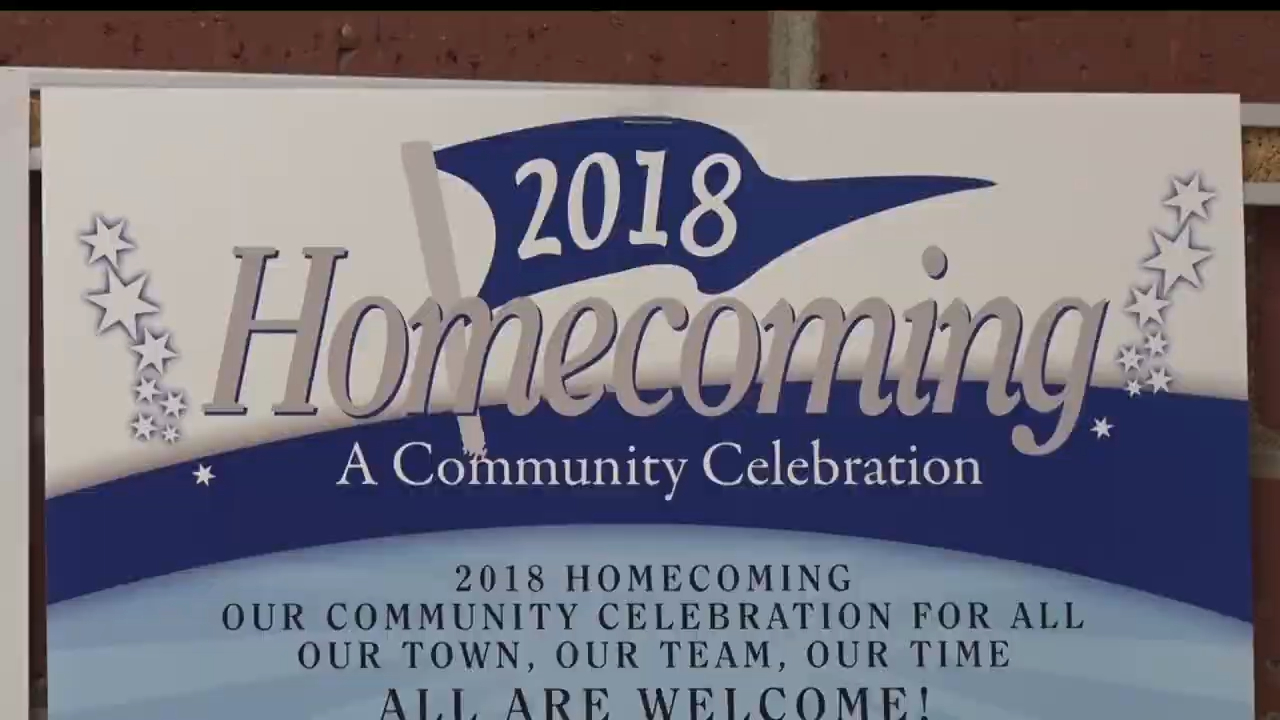 2018
Homecoming
A Community Celebration
2018 HOMECOMING
OUR COMMUNITY CELEBRATION FOR ALL
OUR TOWN, OUR TEAM, OUR TIME
ALL ARE WELCOME!